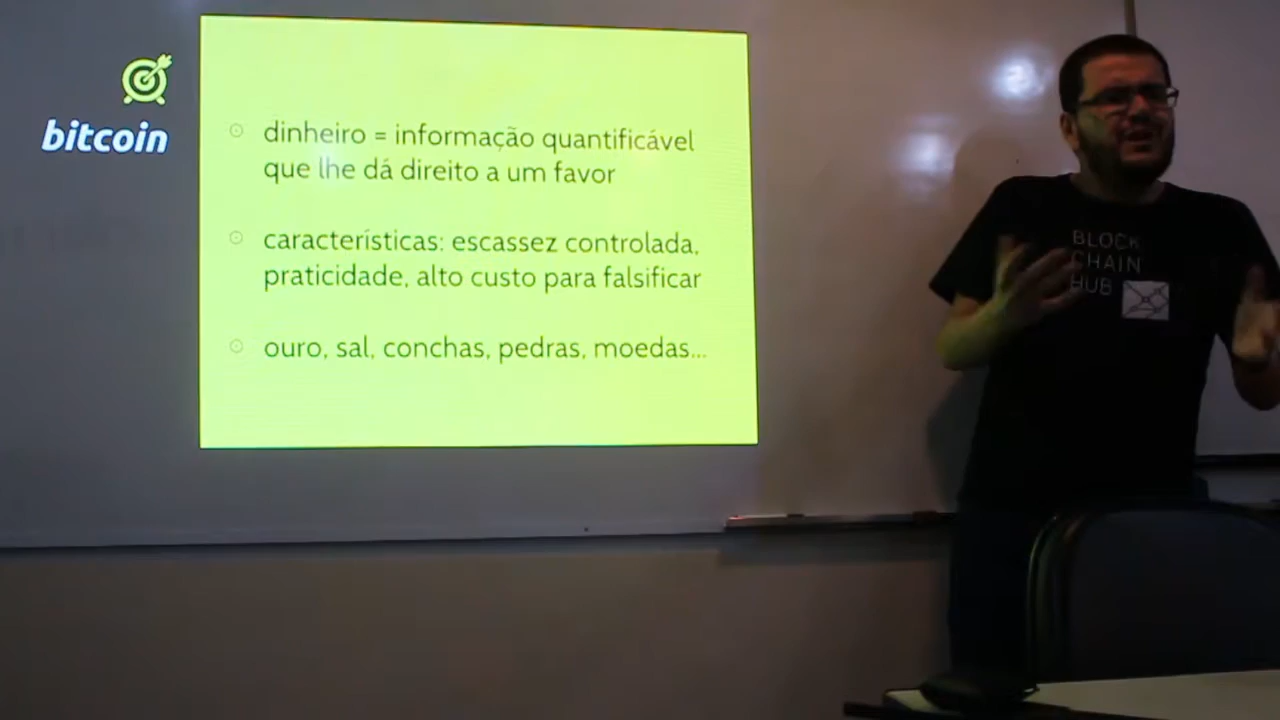 bitcoin
dinheiro = informação quantificável
que lhe dá direito a um favor
características: escassez controlada,
praticidade, alto custo para falsificar
ouro, sal, conchas, pedras, moedas...
BLOCK
CHAIN
HUB